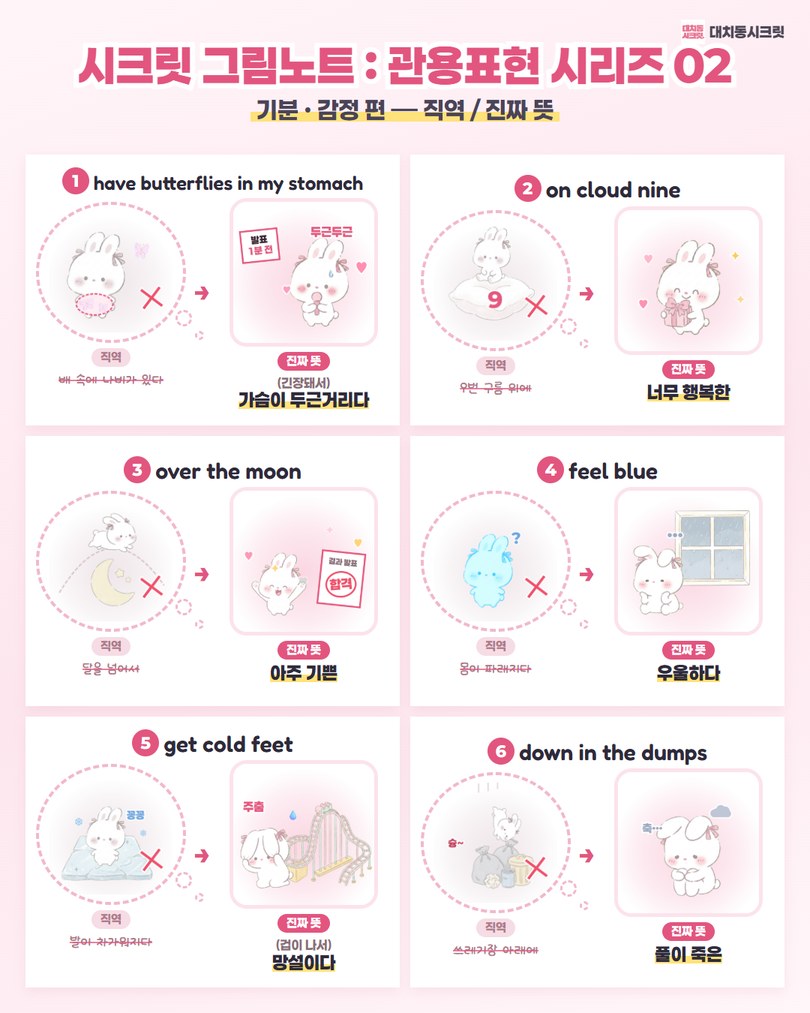 대치동
시크릿
대치동시크릿
시크릿 그림노트 : 관용표현 시리즈 02
기분 · 감정 편 — 직역 / 진짜 뜻
1 have butterflies in my stomach
발표
1분 전
두근두근
직역
배 속에 나비가 있다
진짜 뜻
(긴장돼서)
가슴이 두근거리다
2 on cloud nine
9
직역
9번 구름 위에
진짜 뜻
너무 행복한
3 over the moon
결과 발표
합격
직역
달을 넘어서
진짜 뜻
아주 기쁜
4 feel blue
?
직역
몸이 파래지다
진짜 뜻
우울하다
5 get cold feet
꽁꽁
주춤
직역
발이 차가워지다
진짜 뜻
(겁이 나서)
망설이다
6 down in the dumps
슝~
축...
직역
쓰레기장 아래에
진짜 뜻
풀이 죽은